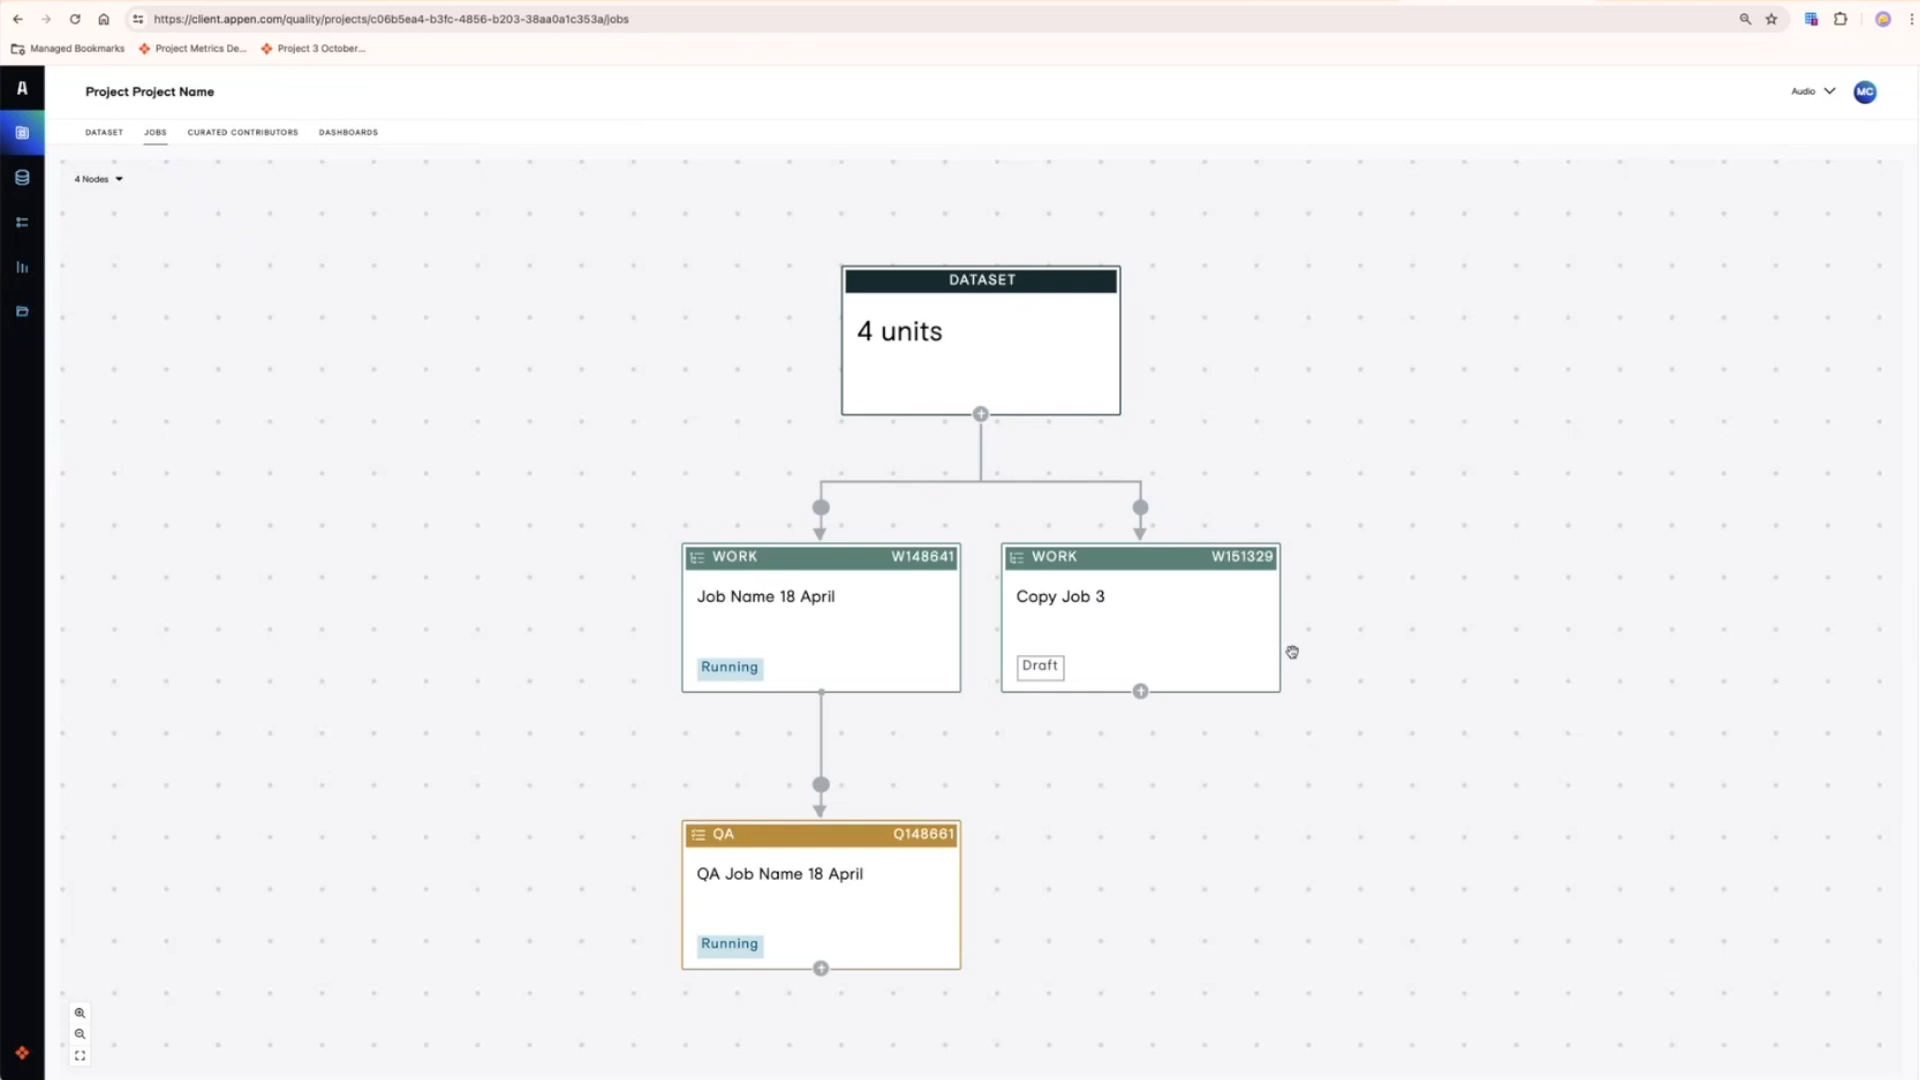 https://client.appen.com/quality/projects/c06b5ea4-b3fc-4856-b203-38aa0a1c353a/jobs
Managed Bookmarks
Project Metrics De...
Project 3 October...
A
Project Project Name
Audio
MC
DATASET
JOBS
CURATED CONTRIBUTORS
DASHBOARDS
4 Nodes
DATASET
4 units
WORK
W148641
Job Name 18 April
Running
WORK
W151329
Copy Job 3
Draft
QA
Q148661
QA Job Name 18 April
Running